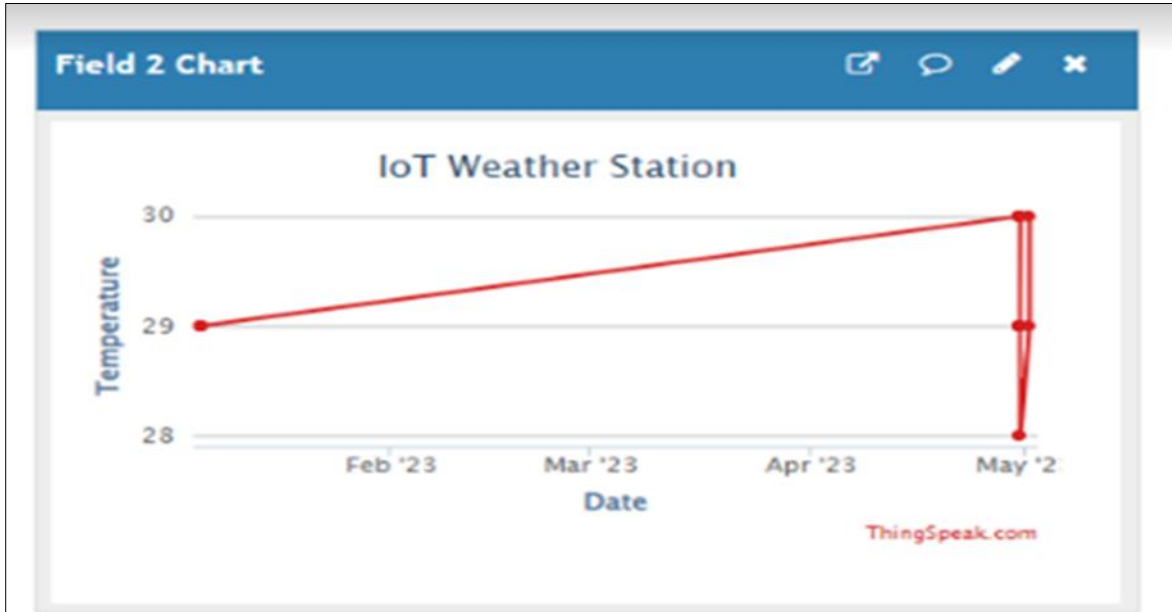 Field 2 Chart
IoT Weather Station
Temperature
30
29
28
Feb '23
Mar '23
Apr '23
May '2
Date
ThingSpeak.com